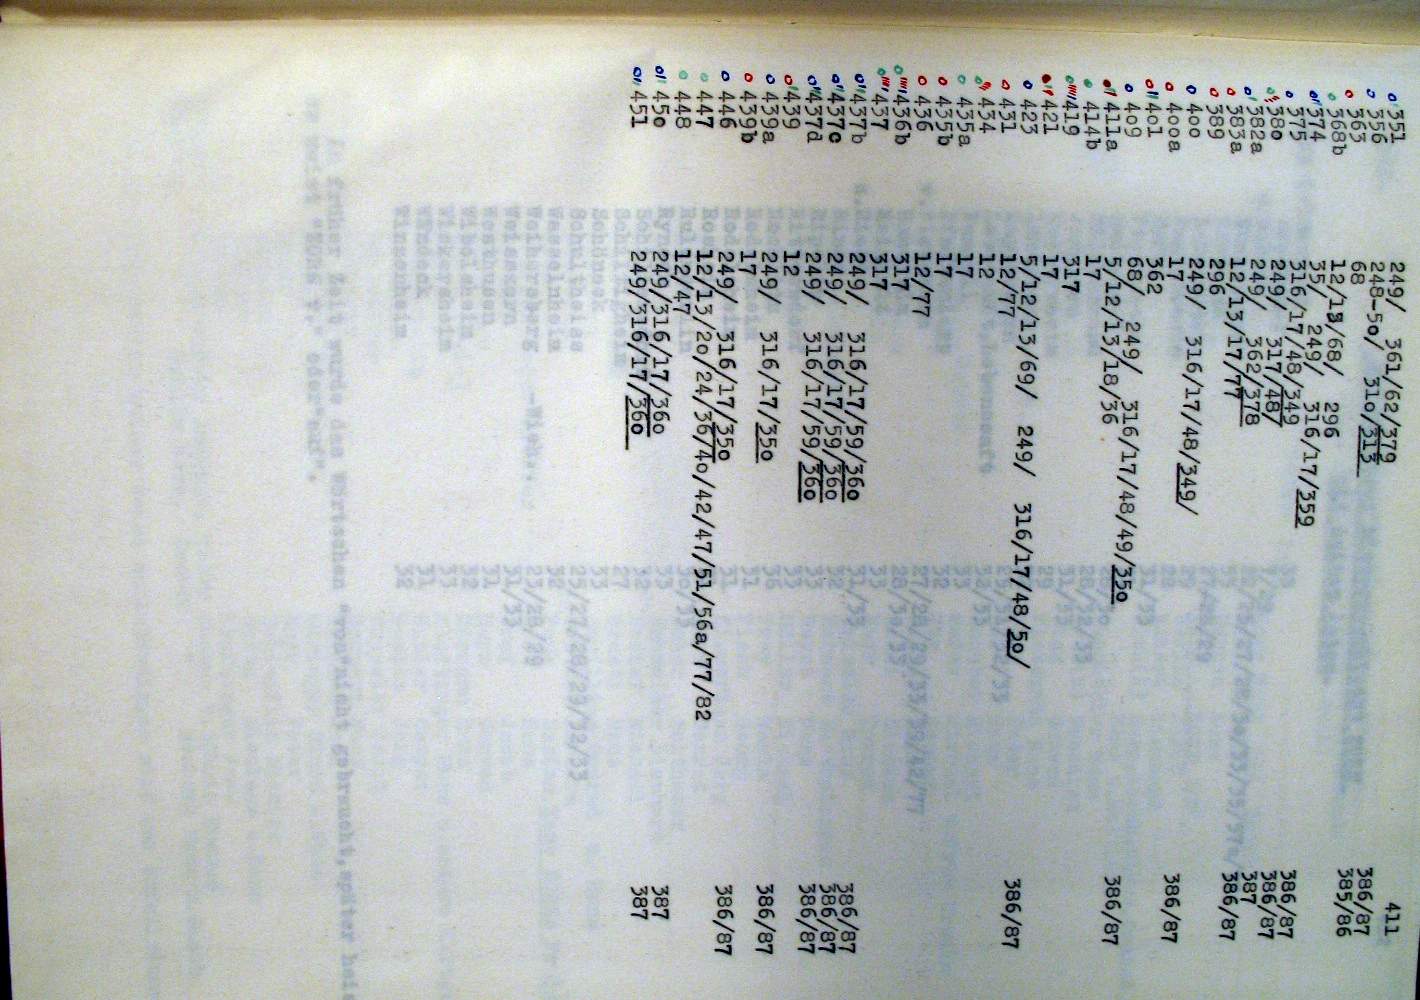 411
351 249/ 361/62/379 386/87
356 248-5o/ 31o/313 385/86
363 68
368b 12/13/68/ 296
374 35/ 249/ 316/17/359 386/87
375 316/17/48/349 386/87
38o 249/ 317/48/ 387
382a 249/ 362/378 386/87
383a 12/13/17/77
389 296
4oo 249/ 316/17/48/349/ 386/87
4ooa 17
4o1 362
4o9 68/ 249/ 316/17/48/49/35o 386/87
411a 5/12/13/18/36
414b 17
419 317
421 17
423 5/12/13/69/ 249/ 316/17/48/5o/ 386/87
431 12/77
434 12
435a 17
435b 17
436 12/77
436b 317
437 317
437b 249/ 316/17/59/36o 386/87
437c 249/ 316/17/59/36o 386/87
437d 249/ 316/17/59/36o 386/87
439 12
439a 249/ 316/17/35o 386/87
439b 17
446 249/ 316/17/35o 386/87
447 12/13/2o/24/36/4o/42/47/51/56a/77/82
448 12/47
45o 249/316/17/36o 387
451 249/316/17/36o 387